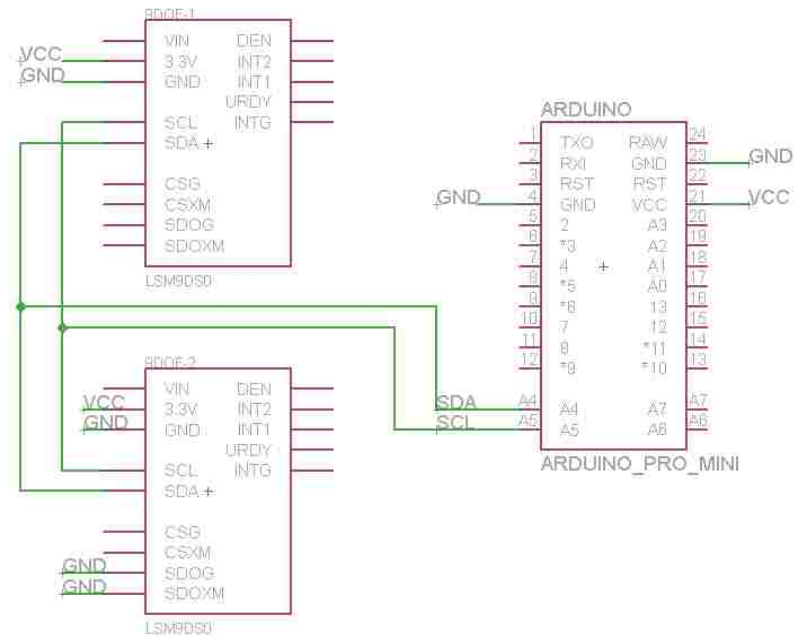 9DOF-1
VIN DEN
VCC 3.3V INT2
GND GND INT1
URDY
SCL INTG
SDA +
CSG
CSXM
SDOG
SDOXM
LSM9DS0
ARDUINO
1 TXO RAW 24
2 RXI GND 23 GND
3 RST RST 22
GND 4 GND VCC 21 VCC
5 2 A3 20
6 *3 A2 19
7 4 + A1 18
8 *5 A0 17
9 *6 13 16
10 7 12 15
11 8 *11 14
12 *9 *10 13
SDA A4 A4 A7 A7
SCL A5 A5 A6 A6
ARDUINO_PRO_MINI
9DOF-2
VIN DEN
VCC 3.3V INT2
GND GND INT1
URDY
SCL INTG
SDA +
CSG
CSXM
GND SDOG
GND SDOXM
LSM9DS0